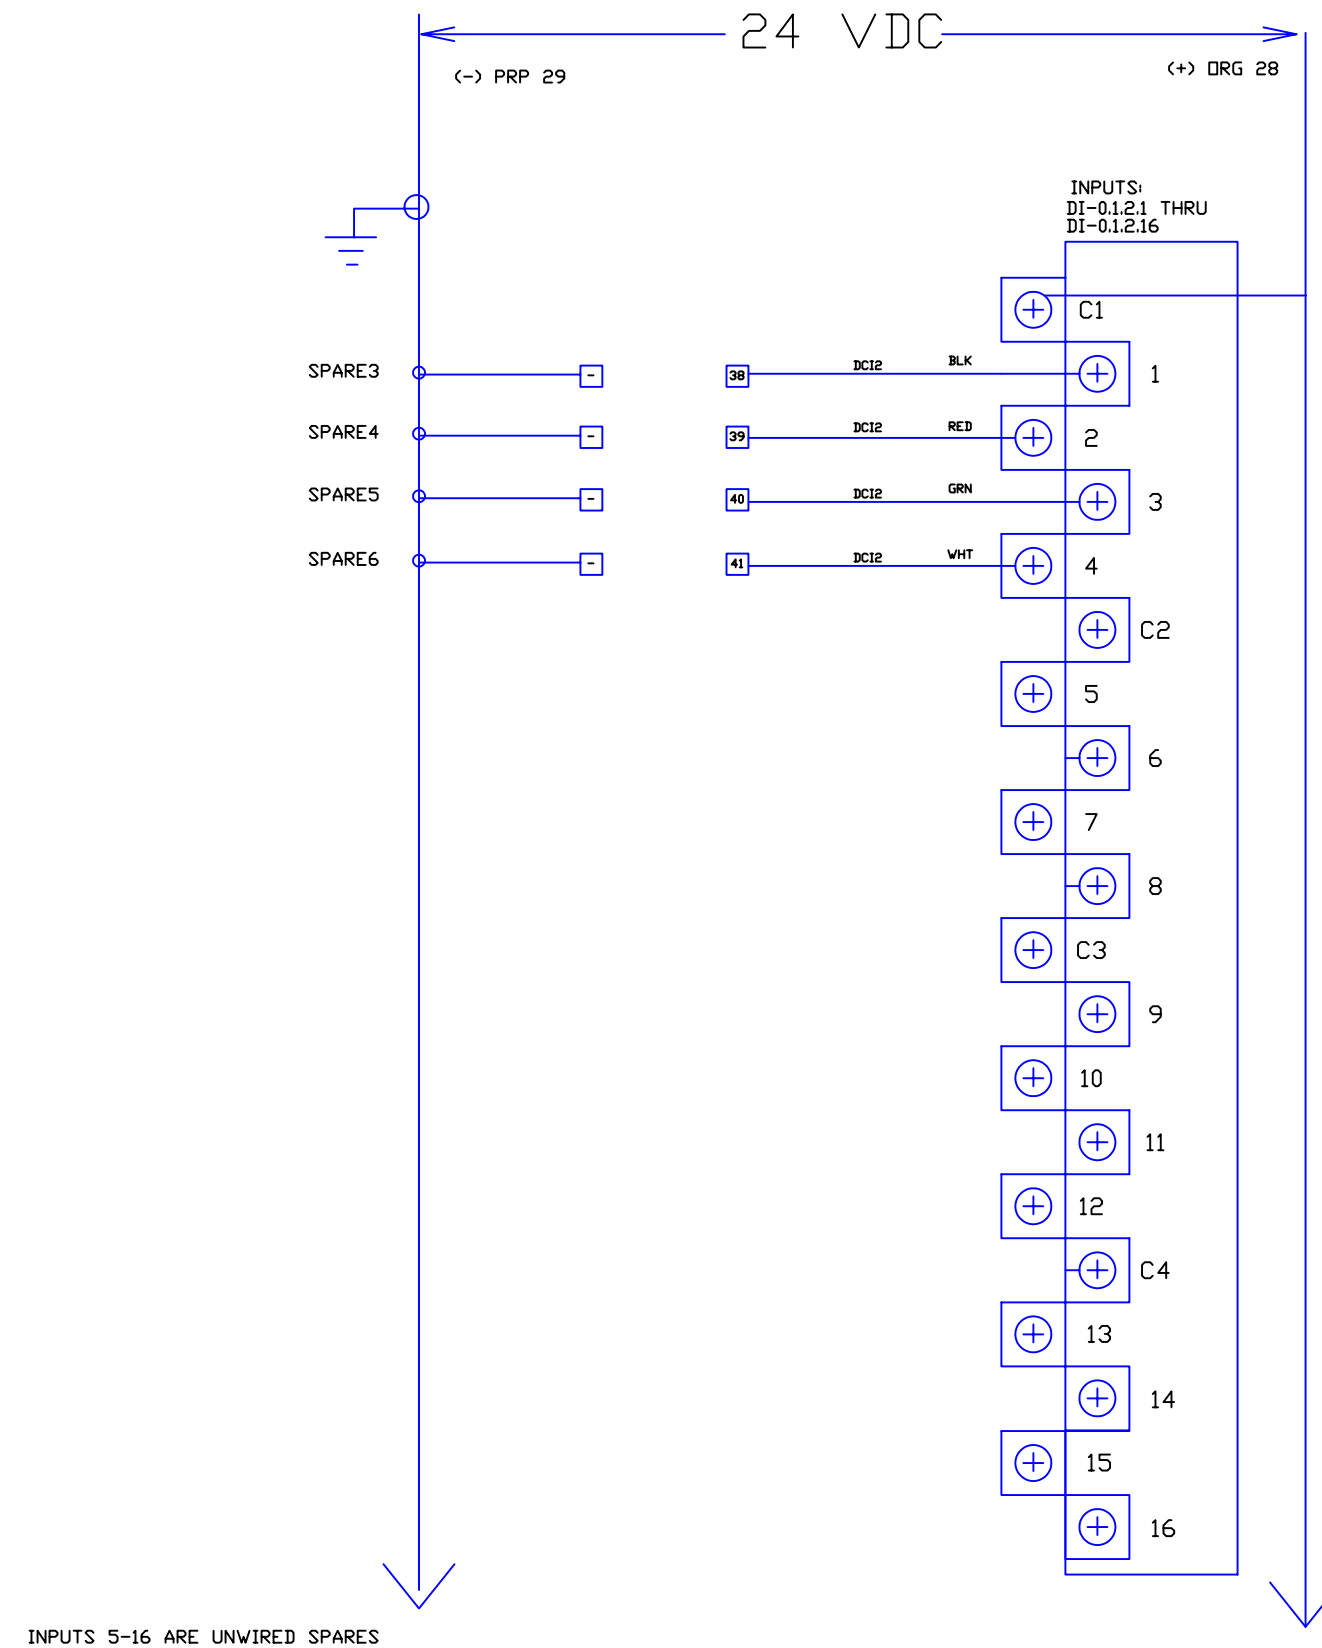 24 VDC
(-) PRP 29
(+) ORG 28
INPUTS:
DI-0.1.2.1 THRU
DI-0.1.2.16
C1
SPARE3 - 38 DCI2 BLK 1
SPARE4 - 39 DCI2 RED 2
SPARE5 - 40 DCI2 GRN 3
SPARE6 - 41 DCI2 WHT 4
C2
5
6
7
8
C3
9
10
11
12
C4
13
14
15
16
INPUTS 5-16 ARE UNWIRED SPARES